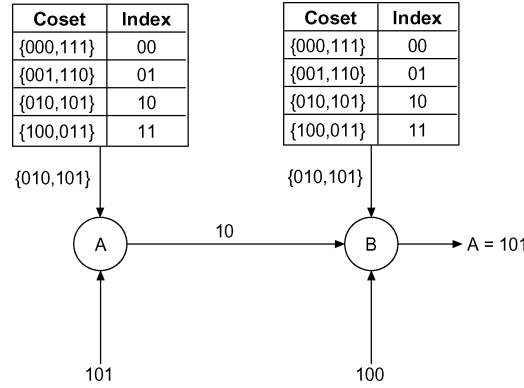 Coset Index
{000,111} 00
{001,110} 01
{010,101} 10
{100,011} 11
Coset Index
{000,111} 00
{001,110} 01
{010,101} 10
{100,011} 11
{010,101}
{010,101}
A
10
B
A = 101
101
100